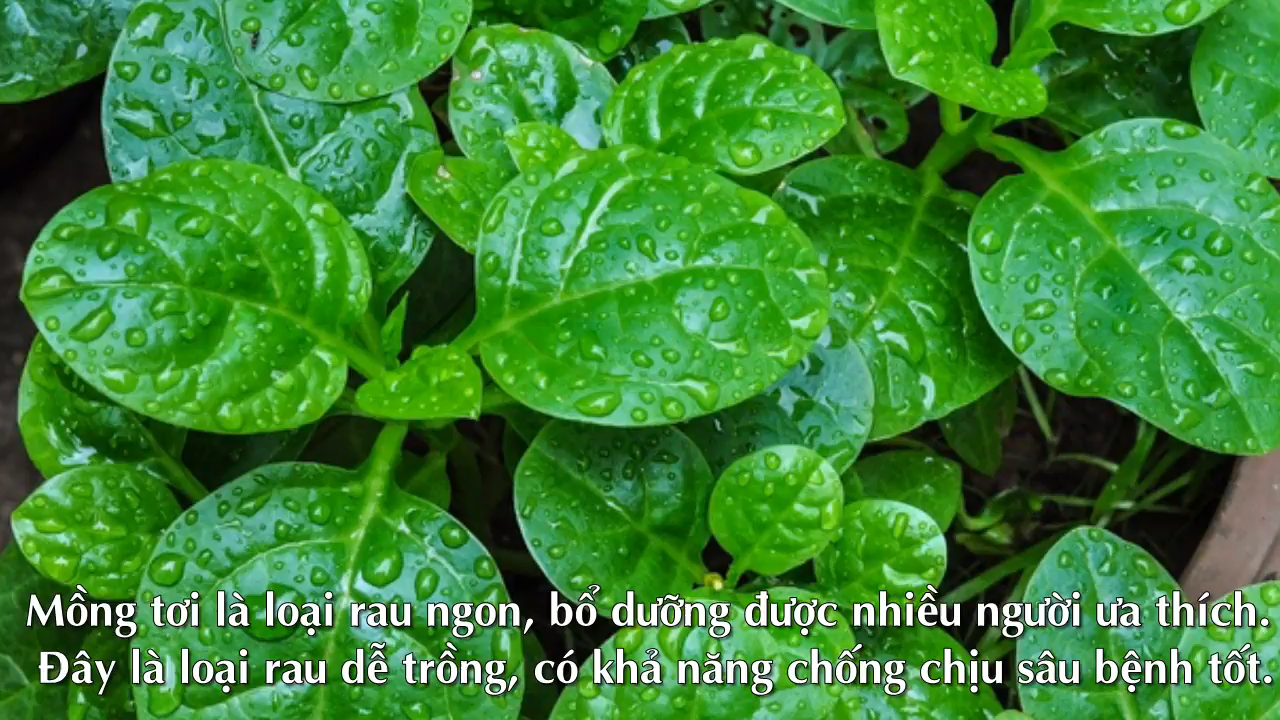 Mồng tơi là loại rau ngon, bổ dưỡng được nhiều người ưa thích.
Đây là loại rau dễ trồng, có khả năng chống chịu sâu bệnh tốt.